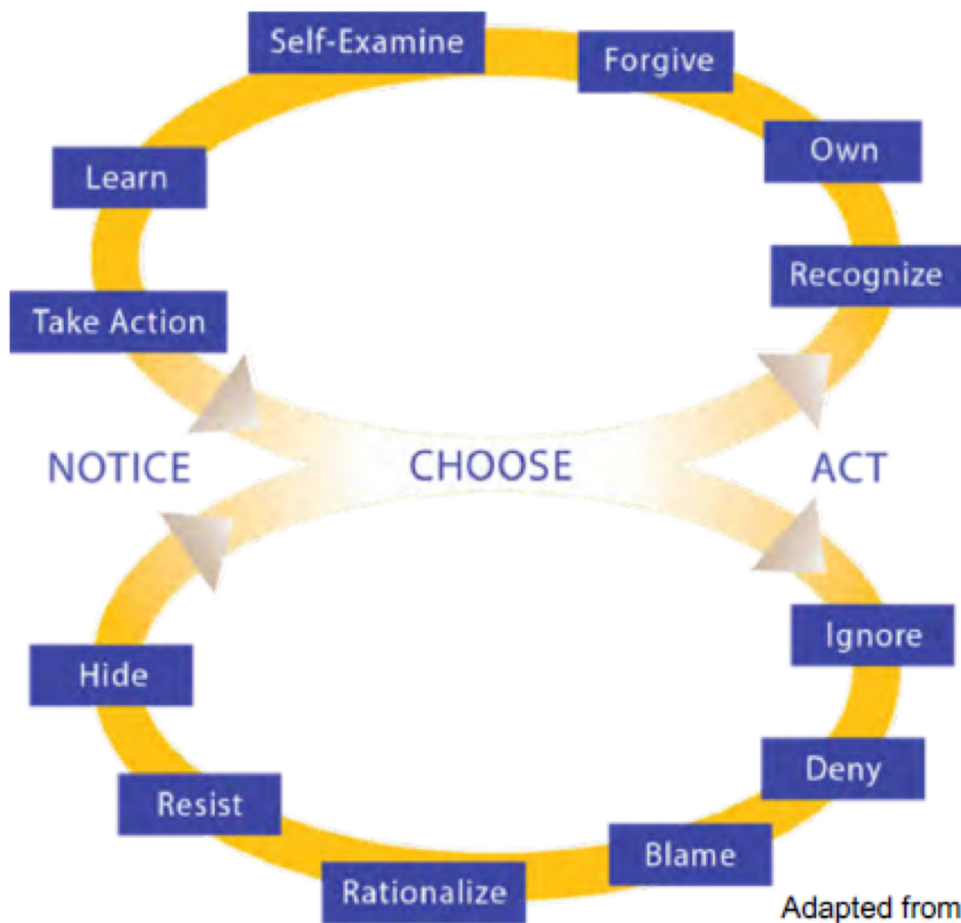 Self-Examine
Forgive
Own
Learn
Recognize
Take Action
NOTICE CHOOSE ACT
Ignore
Hide
Deny
Resist
Blame
Rationalize
Adapted from